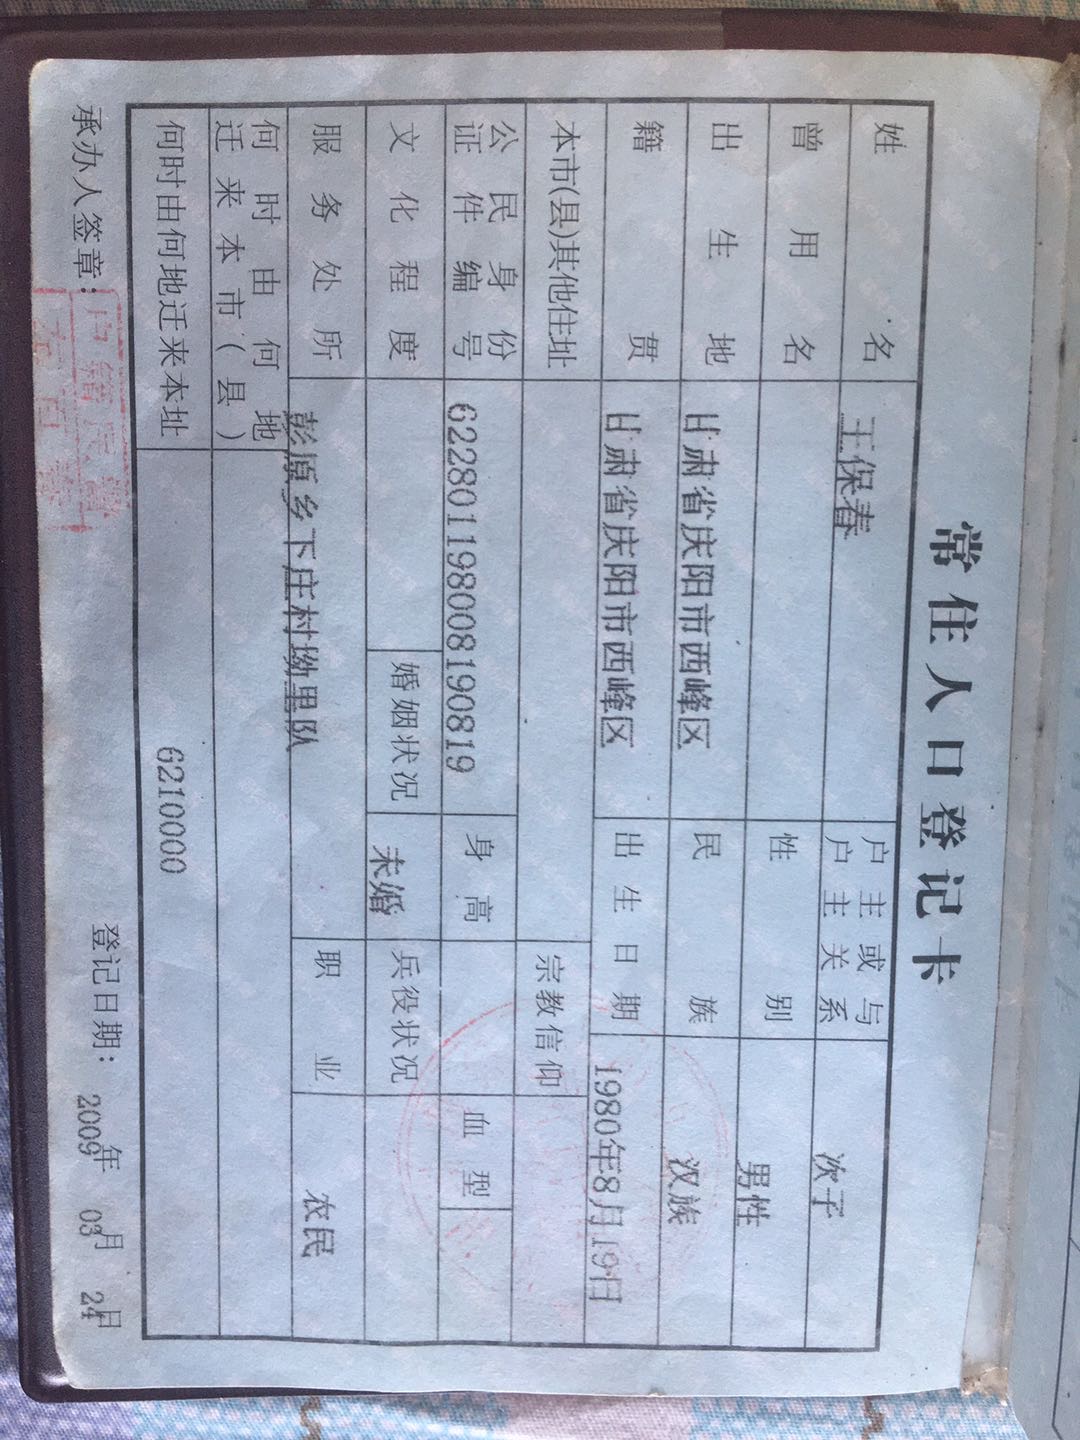 常住人口登记卡
姓名 王保春 户主或与户主关系 次子
曾用名 性别 男性
出生地 甘肃省庆阳市西峰区 民族 汉族
籍贯 甘肃省庆阳市西峰区 出生日期 1980年8月19日
本市(县)其他住址 宗教信仰
公民身份证件编号 622801198008190819 身高 血型
文化程度 婚姻状况 未婚 兵役状况
服务处所 彭原乡下庄村坳里队 职业 农民
何时由何地迁来本市(县)
何时由何地迁来本址 6210000
承办人签章: 登记日期: 2009年03月24日
户籍专